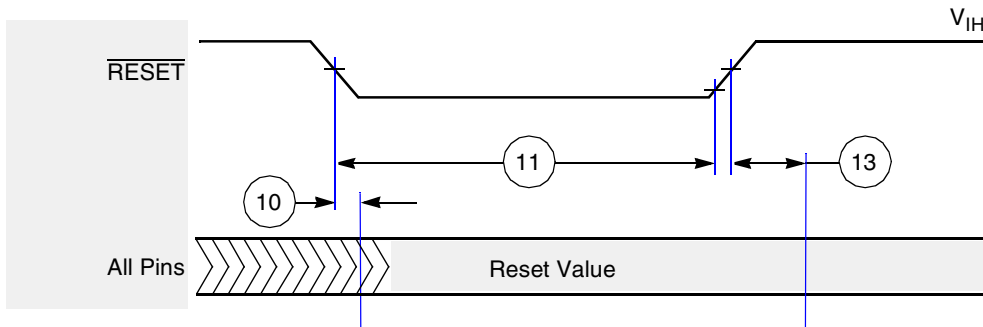 V_IH
RESET
11
13
10
All Pins
Reset Value